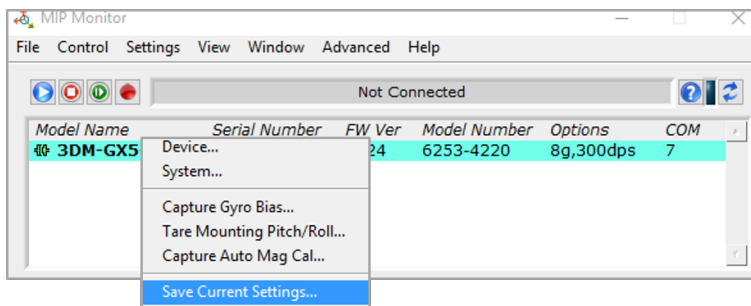 MIP Monitor
File Control Settings View Window Advanced Help
Not Connected
Model Name Serial Number FW Ver Model Number Options COM
3DM-GX5 24 6253-4220 8g,300dps 7
Device...
System...
Capture Gyro Bias...
Tare Mounting Pitch/Roll...
Capture Auto Mag Cal...
Save Current Settings...